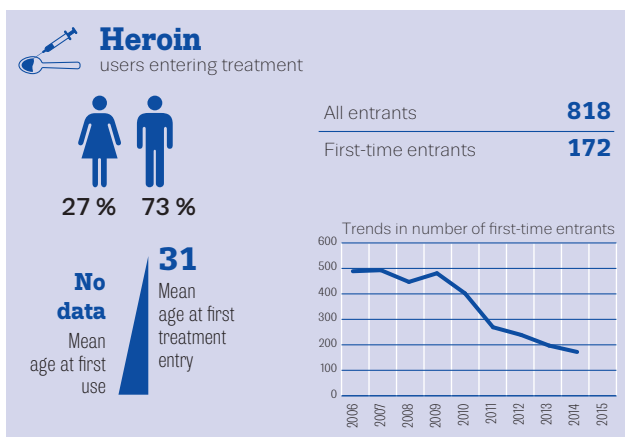 Heroin
users entering treatment
27 %
73 %
All entrants 818
First-time entrants 172
No
data
Mean
age at first
use
31
Mean
age at first
treatment
entry
Trends in number of first-time entrants
600
500
400
300
200
100
0
2006 2007 2008 2009 2010 2011 2012 2013 2014 2015